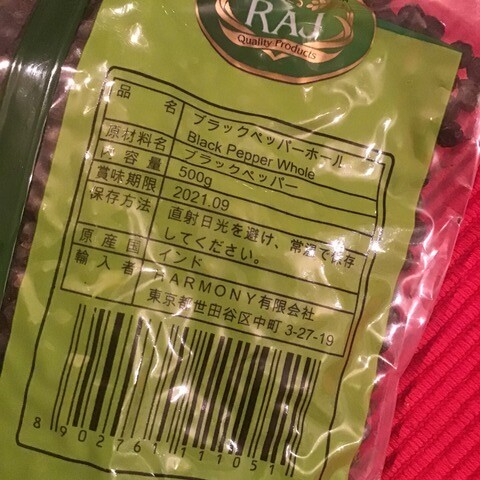 RAJ
Quality Products
品 名 ブラックペッパーホール
Black Pepper Whole
原材料名 ブラックペッパー
内容量 500g
賞味期限 2021.09
保存方法 直射日光を避け、常温で保存
してください。
原産国 インド
輸入者 HARMONY有限会社
東京都世田谷区中町 3-27-19
8902761111051